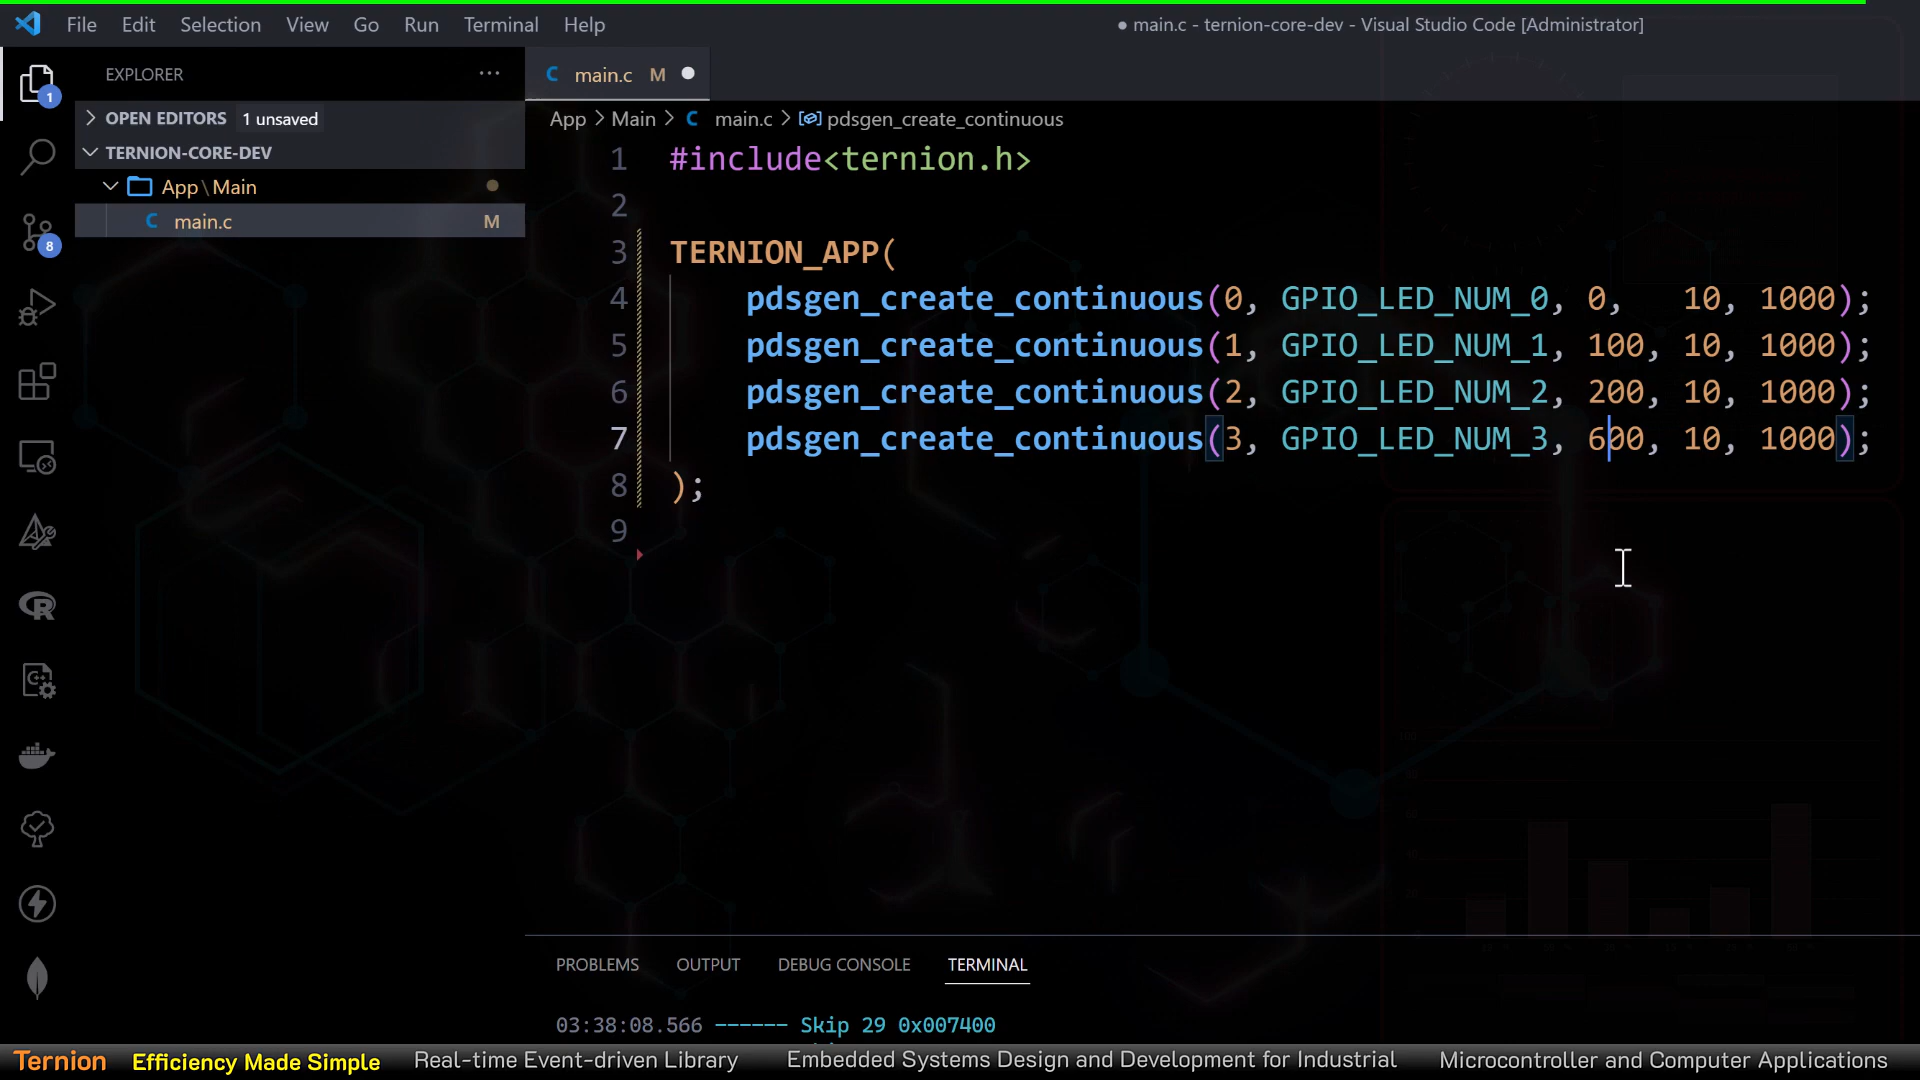 File Edit Selection View Go Run Terminal Help
● main.c - ternion-core-dev - Visual Studio Code [Administrator]
EXPLORER ···
main.c M ●
1
OPEN EDITORS 1 unsaved
App > Main > C main.c > pdsgen_create_continuous
TERNION-CORE-DEV
App\Main
C main.c M
8
1 #include<ternion.h>
2
3 TERNION_APP(
4 pdsgen_create_continuous(0, GPIO_LED_NUM_0, 0, 10, 1000);
5 pdsgen_create_continuous(1, GPIO_LED_NUM_1, 100, 10, 1000);
6 pdsgen_create_continuous(2, GPIO_LED_NUM_2, 200, 10, 1000);
7 pdsgen_create_continuous(3, GPIO_LED_NUM_3, 600, 10, 1000);
8 );
9
PROBLEMS OUTPUT DEBUG CONSOLE TERMINAL
03:38:08.566 ------ Skip 29 0x007400
Ternion Efficiency Made Simple Real-time Event-driven Library Embedded Systems Design and Development for Industrial Microcontroller and Computer Applications